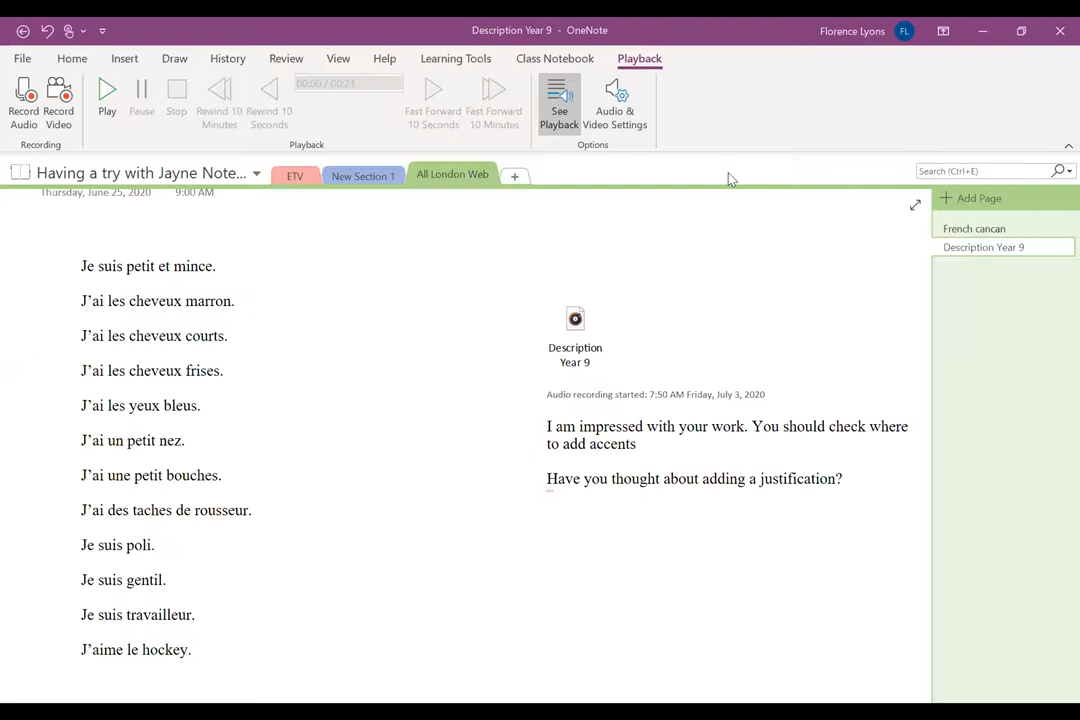 Description Year 9 - OneNote
Florence Lyons FL
File Home Insert Draw History Review View Help Learning Tools Class Notebook Playback
00:00 / 00:21
Record Audio
Record Video
Play
Pause
Stop
Rewind 10 Minutes
Rewind 10 Seconds
Fast Forward 10 Seconds
Fast Forward 10 Minutes
See Playback
Audio & Video Settings
Recording
Playback
Options
Having a try with Jayne Note...
ETV
New Section 1
All London Web
Search (Ctrl+E)
Thursday, June 25, 2020 9:00 AM
Add Page
French cancan
Description Year 9
Je suis petit et mince.
J'ai les cheveux marron.
J'ai les cheveux courts.
J'ai les cheveux frises.
J'ai les yeux bleus.
J'ai un petit nez.
J'ai une petit bouches.
J'ai des taches de rousseur.
Je suis poli.
Je suis gentil.
Je suis travailleur.
J'aime le hockey.
Description
Year 9
Audio recording started: 7:50 AM Friday, July 3, 2020
I am impressed with your work. You should check where
to add accents
Have you thought about adding a justification?